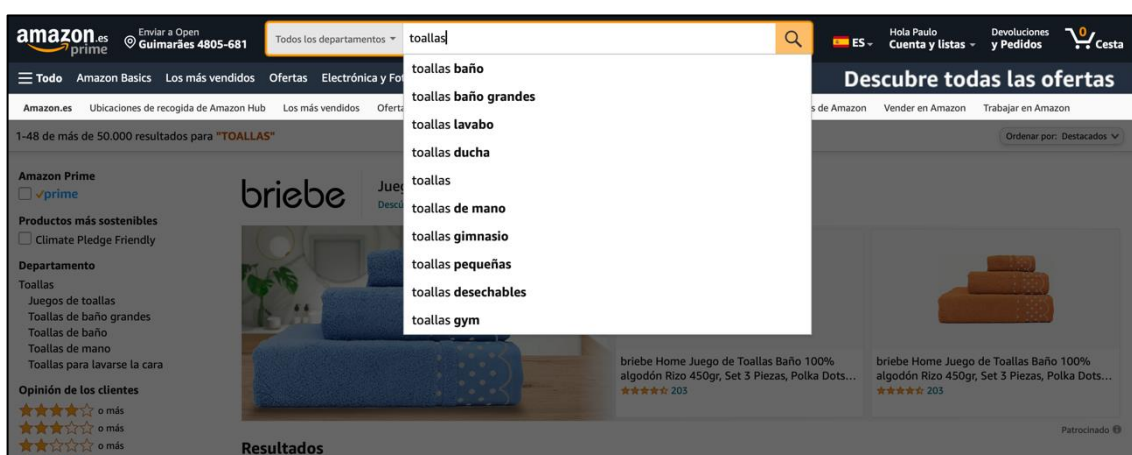 amazon.es
prime
Enviar a Open
Guimarães 4805-681
Todos los departamentos
toallas
ES
Hola Paulo
Cuenta y listas
Devoluciones
y Pedidos
0
Cesta
Todo
Amazon Basics
Los más vendidos
Ofertas
Electrónica y
Descubre todas las ofertas
Amazon.es
Ubicaciones de recogida de Amazon Hub
Los más vendidos
de Amazon
Vender en Amazon
Trabajar en Amazon
toallas baño
toallas baño grandes
toallas lavabo
toallas ducha
toallas
toallas de mano
toallas gimnasio
toallas pequeñas
toallas desechables
toallas gym
1-48 de más de 50.000 resultados para "TOALLAS"
Ordenar por: Destacados
Amazon Prime
prime
Productos más sostenibles
Climate Pledge Friendly
Departamento
Toallas
Juegos de toallas
Toallas de baño grandes
Toallas de baño
Toallas de mano
Toallas para lavarse la cara
Opinión de los clientes
o más
o más
o más
briebe
briebe Home Juego de Toallas Baño 100%
algodón Rizo 450gr, Set 3 Piezas, Polka Dots...
203
briebe Home Juego de Toallas Baño 100%
algodón Rizo 450gr, Set 3 Piezas, Polka Dots...
203
Patrocinado
Resultados